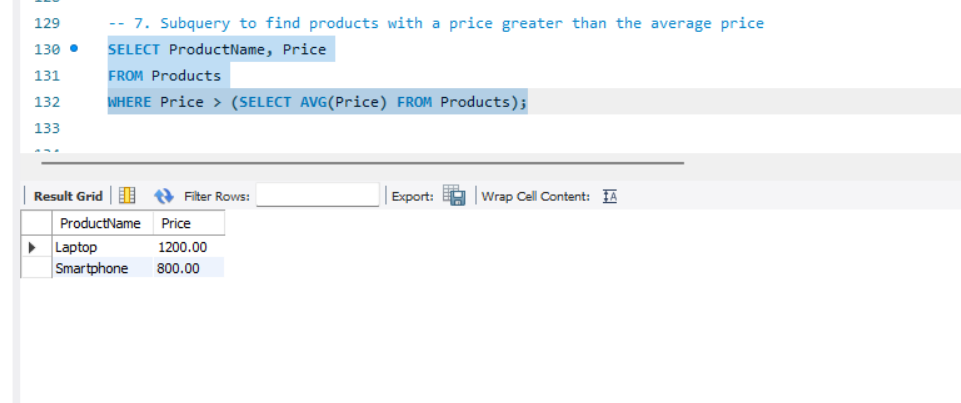 129 -- 7. Subquery to find products with a price greater than the average price
130 SELECT ProductName, Price
131 FROM Products
132 WHERE Price > (SELECT AVG(Price) FROM Products);
133
Result Grid Filter Rows: Export: Wrap Cell Content: IA
ProductName Price
Laptop 1200.00
Smartphone 800.00